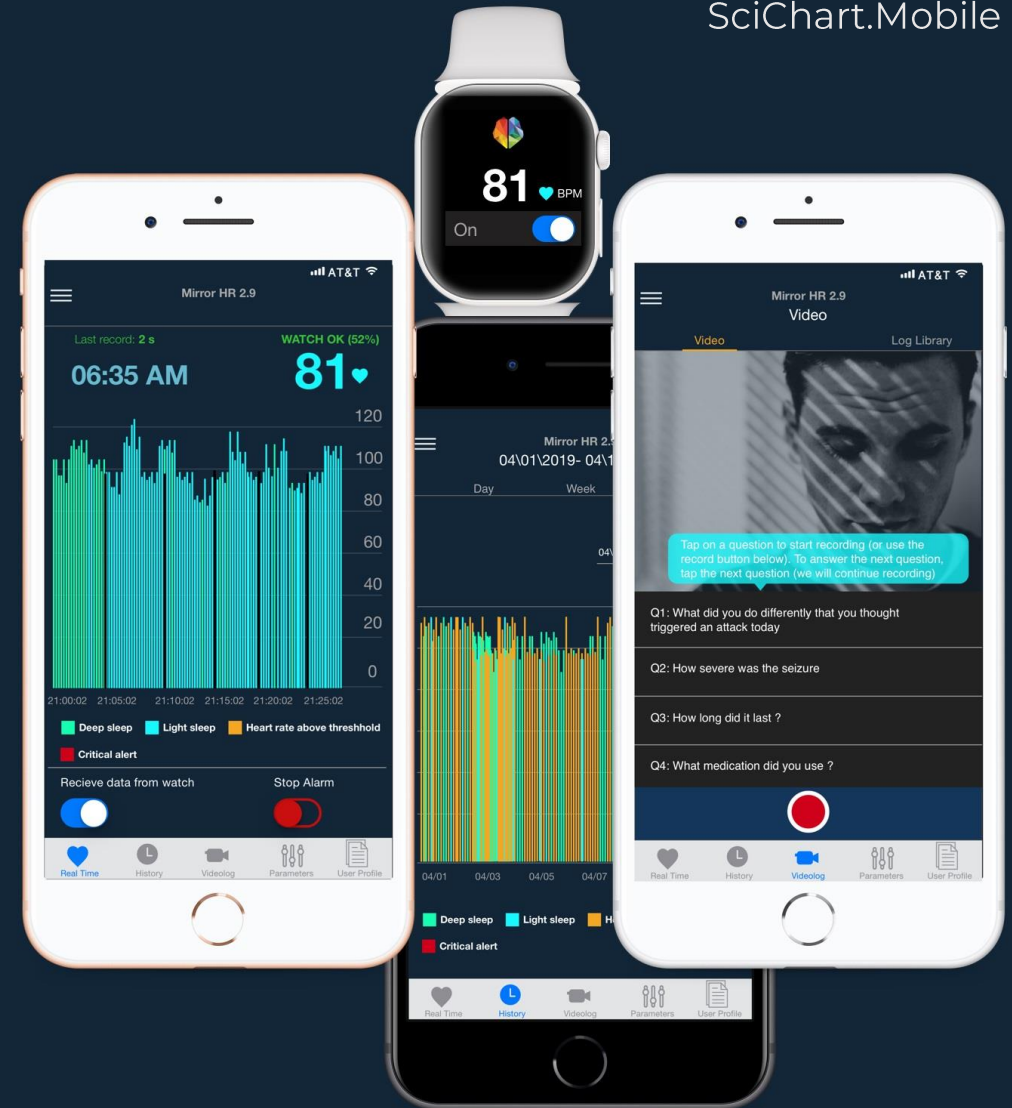 SciChart.Mobile
81 BPM
On
AT&T
Mirror HR 2.9
Last record: 2 s
WATCH OK (52%)
06:35 AM
81
120
100
80
60
40
20
0
21:00:02 21:05:02 21:10:02 21:15:02 21:20:02 21:25:02
Deep sleep Light sleep Heart rate above threshhold
Critical alert
Recieve data from watch Stop Alarm
Real Time History Videolog Parameters User Profile
Mirror HR 2.9
04\01\2019- 04\1
Day Week
04\
04/01 04/03 04/05 04/07
Deep sleep Light sleep H
Critical alert
Real Time History Videolog Parameters User Profile
AT&T
Mirror HR 2.9
Video
Video Log Library
Tap on a question to start recording (or use the
record button below). To answer the next question,
tap the next question (we will continue recording)
Q1: What did you do differently that you thought
triggered an attack today
Q2: How severe was the seizure
Q3: How long did it last ?
Q4: What medication did you use ?
Real Time History Videolog Parameters User Profile